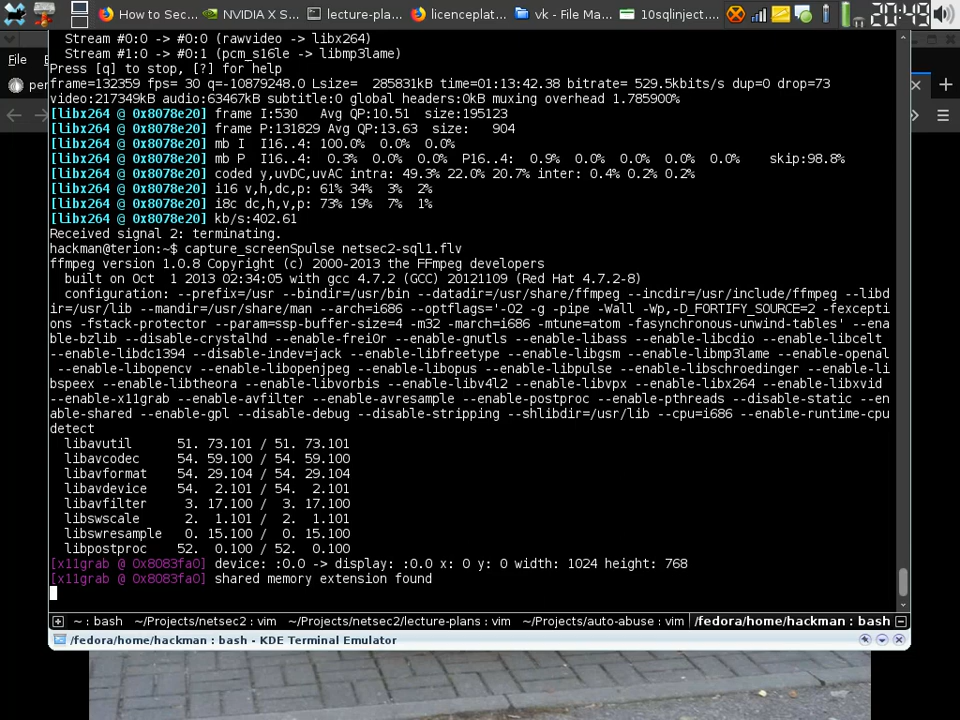 How to Sec...
NVIDIA X S...
lecture-pla...
licenceplat...
vk - File Ma...
10sqlinject...
20:49
File
per
Stream #0:0 -> #0:0 (rawvideo -> libx264)
Stream #1:0 -> #0:1 (pcm_s16le -> libmp3lame)
Press [q] to stop, [?] for help
frame=132359 fps= 30 q=-10879248.0 Lsize=  285831kB time=01:13:42.38 bitrate= 529.5kbits/s dup=0 drop=73
video:217349kB audio:63467kB subtitle:0 global headers:0kB muxing overhead 1.785900%
[libx264 @ 0x8078e20] frame I:530   Avg QP:10.51  size:195123
[libx264 @ 0x8078e20] frame P:131829 Avg QP:13.63  size:   904
[libx264 @ 0x8078e20] mb I  I16..4: 100.0%  0.0%  0.0%
[libx264 @ 0x8078e20] mb P  I16..4:  0.3%  0.0%  0.0%  P16..4:  0.9%  0.0%  0.0%  0.0%  0.0%    skip:98.8%
[libx264 @ 0x8078e20] coded y,uvDC,uvAC intra: 49.3% 22.0% 20.7% inter: 0.4% 0.2% 0.2%
[libx264 @ 0x8078e20] i16 v,h,dc,p: 61% 34%  3%  2%
[libx264 @ 0x8078e20] i8c dc,h,v,p: 73% 19%  7%  1%
[libx264 @ 0x8078e20] kb/s:402.61
Received signal 2: terminating.
hackman@terion:~$ capture_screenSpulse netsec2-sql1.flv
ffmpeg version 1.0.8 Copyright (c) 2000-2013 the FFmpeg developers
built on Oct  1 2013 02:34:05 with gcc 4.7.2 (GCC) 20121109 (Red Hat 4.7.2-8)
configuration: --prefix=/usr --bindir=/usr/bin --datadir=/usr/share/ffmpeg --incdir=/usr/include/ffmpeg --libd
ir=/usr/lib --mandir=/usr/share/man --arch=i686 --optflags='-O2 -g -pipe -Wall -Wp,-D_FORTIFY_SOURCE=2 -fexcepti
ons -fstack-protector --param=ssp-buffer-size=4 -m32 -march=i686 -mtune=atom -fasynchronous-unwind-tables' --ena
ble-bzlib --disable-crystalhd --enable-frei0r --enable-gnutls --enable-libass --enable-libcdio --enable-libcelt
--enable-libdc1394 --disable-indev=jack --enable-libfreetype --enable-libgsm --enable-libmp3lame --enable-openal
--enable-libopencv --enable-libopenjpeg --enable-libopus --enable-libpulse --enable-libschroedinger --enable-li
bspeex --enable-libtheora --enable-libvorbis --enable-libv4l2 --enable-libvpx --enable-libx264 --enable-libxvid
--enable-x11grab --enable-avfilter --enable-avresample --enable-postproc --enable-pthreads --disable-static --en
able-shared --enable-gpl --disable-debug --disable-stripping --shlibdir=/usr/lib --cpu=i686 --enable-runtime-cpu
detect
libavutil      51. 73.101 / 51. 73.101
libavcodec     54. 59.100 / 54. 59.100
libavformat    54. 29.104 / 54. 29.104
libavdevice    54.  2.101 / 54.  2.101
libavfilter     3. 17.100 /  3. 17.100
libswscale      2.  1.101 /  2.  1.101
libswresample   0. 15.100 /  0. 15.100
libpostproc    52.  0.100 / 52.  0.100
[x11grab @ 0x8083fa0] device: :0.0 -> display: :0.0 x: 0 y: 0 width: 1024 height: 768
[x11grab @ 0x8083fa0] shared memory extension found
~ : bash
~/Projects/netsec2 : vim
~/Projects/netsec2/lecture-plans : vim
~/Projects/auto-abuse : vim
/fedora/home/hackman : bash
/fedora/home/hackman : bash - KDE Terminal Emulator